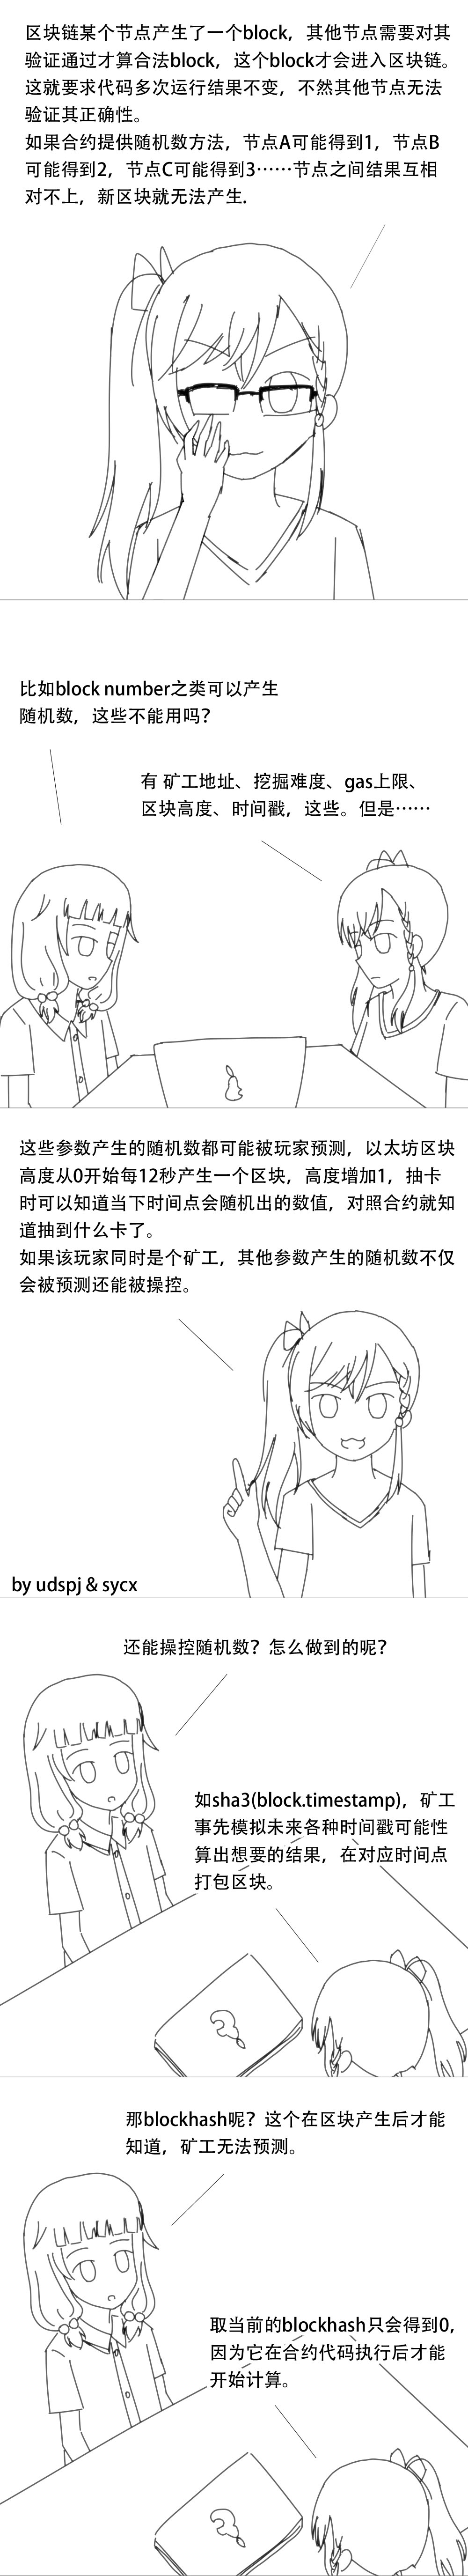 区块链某个节点产生了一个block，其他节点需要对其
验证通过才算合法block，这个block才会进入区块链。
这就要求代码多次运行结果不变，不然其他节点无法
验证其正确性。
如果合约提供随机数方法，节点A可能得到1，节点B
可能得到2，节点C可能得到3……节点之间结果互相
对不上，新区块就无法产生.
比如block number之类可以产生
随机数，这些不能用吗？
有 矿工地址、挖掘难度、gas上限、
区块高度、时间戳，这些。但是……
这些参数产生的随机数都可能被玩家预测，以太坊区块
高度从0开始每12秒产生一个区块，高度增加1，抽卡
时可以知道当下时间点会随机出的数值，对照合约就知
道抽到什么卡了。
如果该玩家同时是个矿工，其他参数产生的随机数不仅
会被预测还能被操控。
by udspj & sycx
还能操控随机数？怎么做到的呢？
如sha3(block.timestamp)，矿工
事先模拟未来各种时间戳可能性
算出想要的结果，在对应时间点
打包区块。
那blockhash呢？这个在区块产生后才能
知道，矿工无法预测。
取当前的blockhash只会得到0,
因为它在合约代码执行后才能
开始计算。